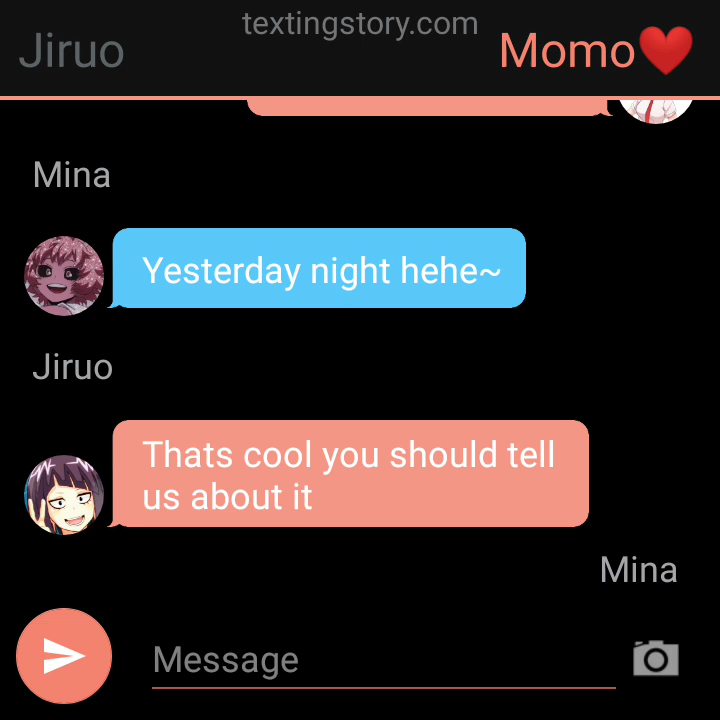 textingstory.com
Jiruo
Momo❤️
Mina
Yesterday night hehe~
Jiruo
Thats cool you should tell
us about it
Mina
Message